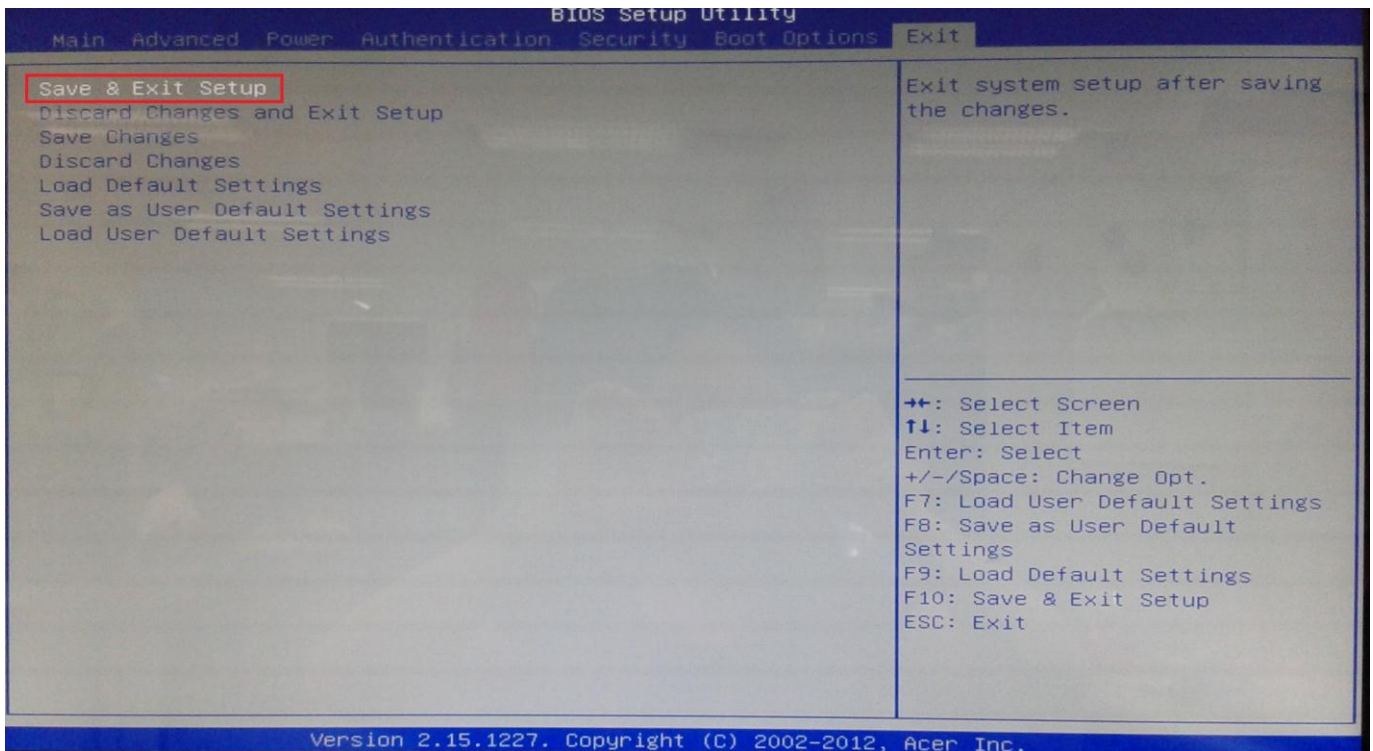 BIOS Setup Utility
Main Advanced Power Authentication Security Boot Options Exit
Save & Exit Setup
Discard Changes and Exit Setup
Save Changes
Discard Changes
Load Default Settings
Save as User Default Settings
Load User Default Settings
Exit system setup after saving
the changes.
→←: Select Screen
↑↓: Select Item
Enter: Select
+/-/Space: Change Opt.
F7: Load User Default Settings
F8: Save as User Default
Settings
F9: Load Default Settings
F10: Save & Exit Setup
ESC: Exit
Version 2.15.1227. Copyright (C) 2002-2012, Acer Inc.